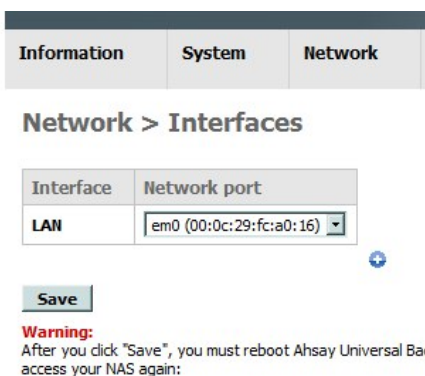 Information System Network
Network > Interfaces
Interface Network port
LAN em0 (00:0c:29:fc:a0:16)
Save
Warning:
After you click "Save", you must reboot Ahsay Universal
access your NAS again: